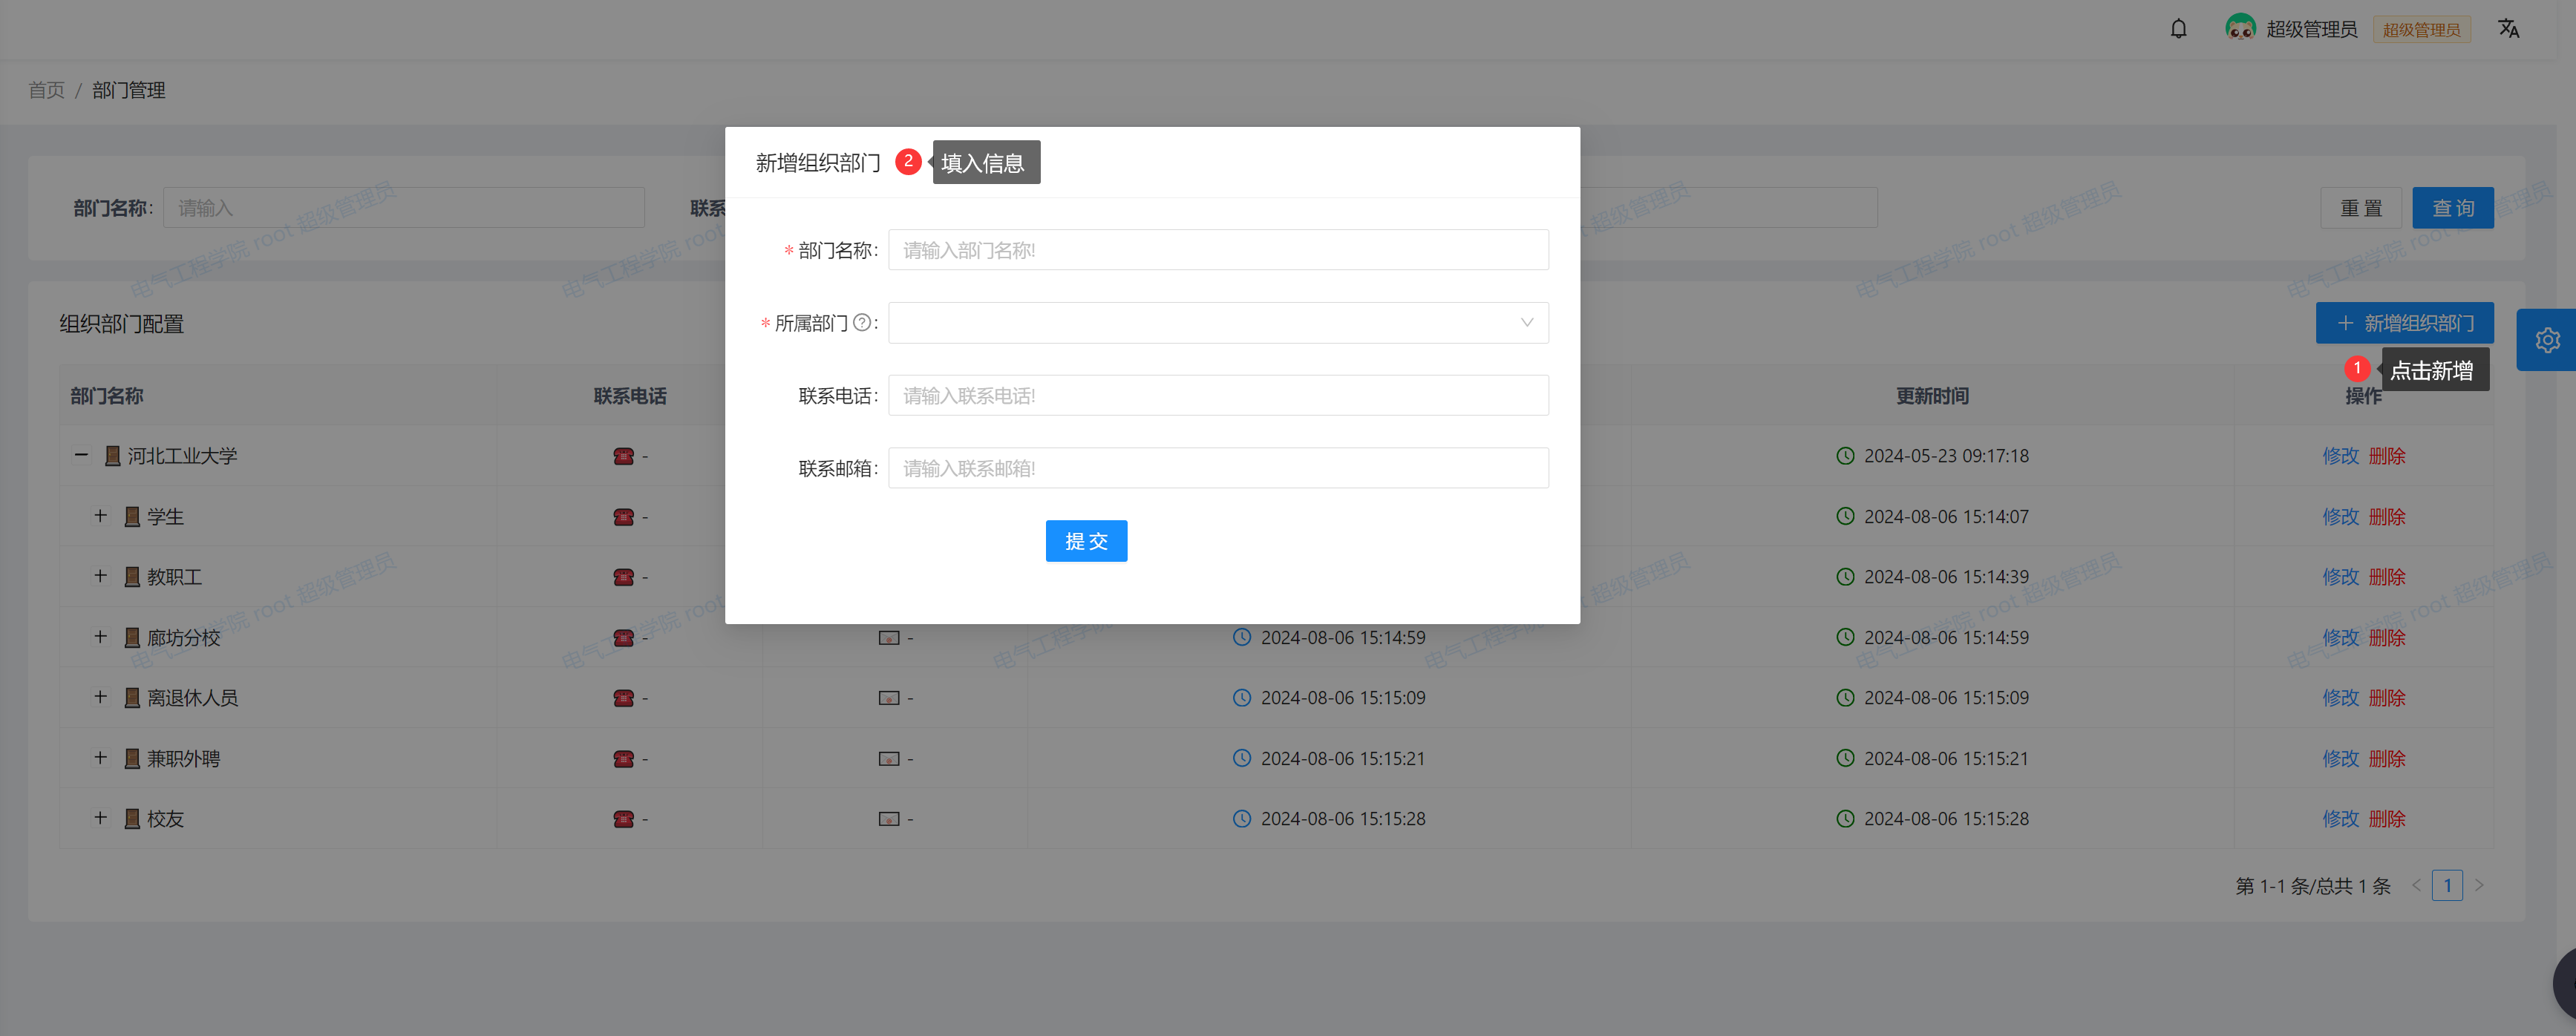 超级管理员 超级管理员
首页 / 部门管理
新增组织部门 2 填入信息
部门名称: 请输入 联系
重 置 查 询
* 部门名称: 请输入部门名称!
* 所属部门 ? :
联系电话: 请输入联系电话!
联系邮箱: 请输入联系邮箱!
提 交
组织部门配置
+ 新增组织部门
1 点击新增
部门名称 联系电话 更新时间 操作
河北工业大学 - 2024-05-23 09:17:18 修改 删除
学生 - 2024-08-06 15:14:07 修改 删除
教职工 - 2024-08-06 15:14:39 修改 删除
廊坊分校 - - 2024-08-06 15:14:59 2024-08-06 15:14:59 修改 删除
离退休人员 - - 2024-08-06 15:15:09 2024-08-06 15:15:09 修改 删除
兼职外聘 - - 2024-08-06 15:15:21 2024-08-06 15:15:21 修改 删除
校友 - - 2024-08-06 15:15:28 2024-08-06 15:15:28 修改 删除
第 1-1 条/总共 1 条 < 1 >
电气工程学院 root 超级管理员